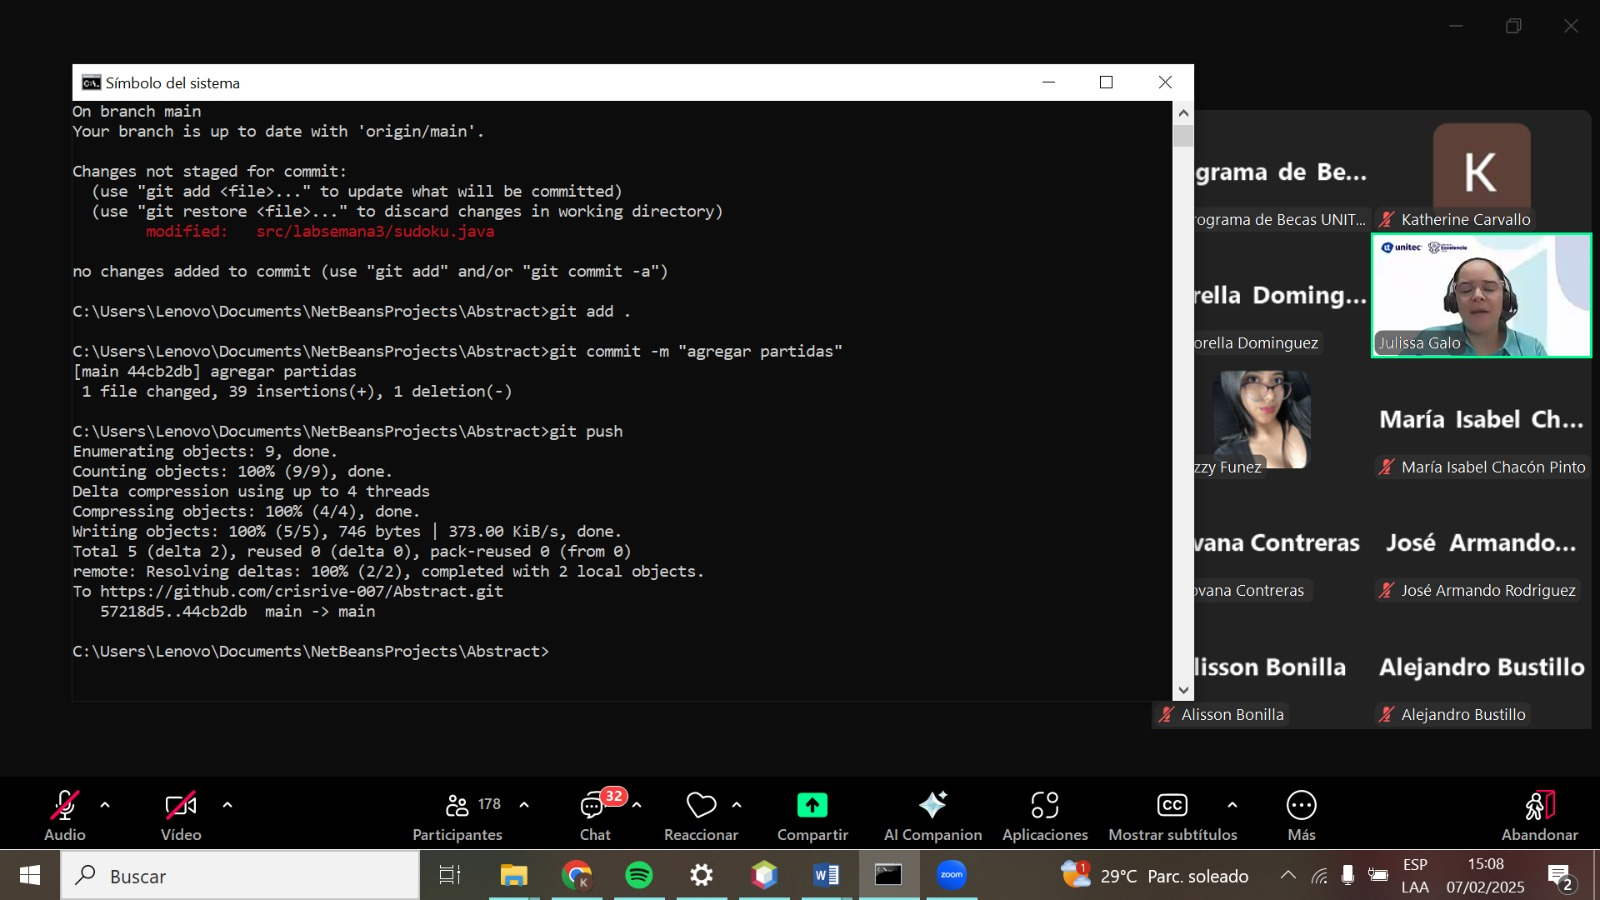 Símbolo del sistema
On branch main
Your branch is up to date with 'origin/main'.
Changes not staged for commit:
(use "git add <file>..." to update what will be committed)
(use "git restore <file>..." to discard changes in working directory)
modified:   src/labsemana3/sudoku.java
no changes added to commit (use "git add" and/or "git commit -a")
C:\Users\Lenovo\Documents\NetBeansProjects\Abstract>git add .
C:\Users\Lenovo\Documents\NetBeansProjects\Abstract>git commit -m "agregar partidas"
[main 44cb2db] agregar partidas
1 file changed, 39 insertions(+), 1 deletion(-)
C:\Users\Lenovo\Documents\NetBeansProjects\Abstract>git push
Enumerating objects: 9, done.
Counting objects: 100% (9/9), done.
Delta compression using up to 4 threads
Compressing objects: 100% (4/4), done.
Writing objects: 100% (5/5), 746 bytes | 373.00 KiB/s, done.
Total 5 (delta 2), reused 0 (delta 0), pack-reused 0 (from 0)
remote: Resolving deltas: 100% (2/2), completed with 2 local objects.
To https://github.com/crisrive-007/Abstract.git
57218d5..44cb2db  main -> main
C:\Users\Lenovo\Documents\NetBeansProjects\Abstract>
grama de Be...
K
rograma de Becas UNIT...
Katherine Carvallo
unitec
rella Doming...
orella Dominguez
Julissa Galo
María Isabel Ch...
zzy Funez
María Isabel Chacón Pinto
vana Contreras
José Armando...
ovana Contreras
José Armando Rodriguez
lisson Bonilla
Alejandro Bustillo
Alisson Bonilla
Alejandro Bustillo
178
32
CC
Audio
Vídeo
Participantes
Chat
Reaccionar
Compartir
AI Companion
Aplicaciones
Mostrar subtítulos
Más
Abandonar
Buscar
K
W
zoom
1
29°C Parc. soleado
ESP
LAA
15:08
07/02/2025
2